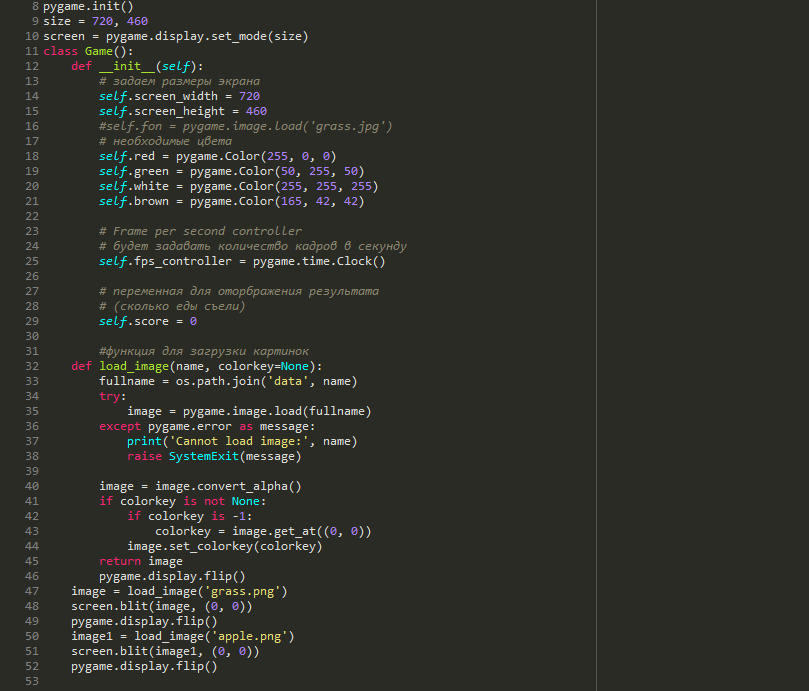 8 pygame.init()
9 size = 720, 460
10 screen = pygame.display.set_mode(size)
11 class Game():
12     def __init__(self):
13         # задаем размеры экрана
14         self.screen_width = 720
15         self.screen_height = 460
16         #self.fon = pygame.image.load('grass.jpg')
17         # необходимые цвета
18         self.red = pygame.Color(255, 0, 0)
19         self.green = pygame.Color(50, 255, 50)
20         self.white = pygame.Color(255, 255, 255)
21         self.brown = pygame.Color(165, 42, 42)
22
23         # Frame per second controller
24         # будет задавать количество кадров в секунду
25         self.fps_controller = pygame.time.Clock()
26
27         # переменная для оторбражения результата
28         # (сколько еды съели)
29         self.score = 0
30
31         #функция для загрузки картинок
32     def load_image(name, colorkey=None):
33         fullname = os.path.join('data', name)
34         try:
35             image = pygame.image.load(fullname)
36         except pygame.error as message:
37             print('Cannot load image:', name)
38             raise SystemExit(message)
39
40         image = image.convert_alpha()
41         if colorkey is not None:
42             if colorkey is -1:
43                 colorkey = image.get_at((0, 0))
44             image.set_colorkey(colorkey)
45         return image
46         pygame.display.flip()
47     image = load_image('grass.png')
48     screen.blit(image, (0, 0))
49     pygame.display.flip()
50     image1 = load_image('apple.png')
51     screen.blit(image1, (0, 0))
52     pygame.display.flip()
53